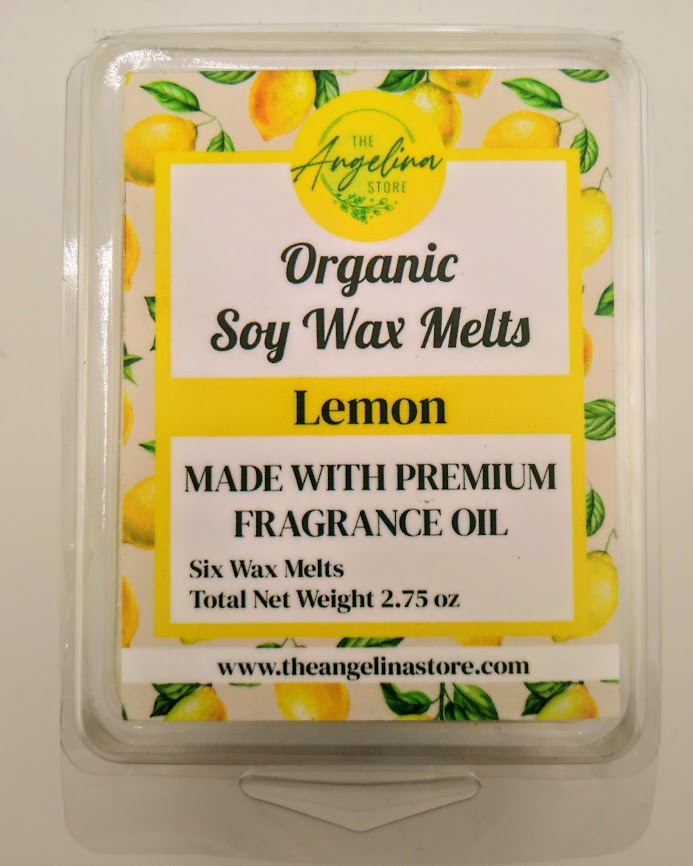 THE
Angelina
STORE
Organic
Soy Wax Melts
Lemon
MADE WITH PREMIUM
FRAGRANCE OIL
Six Wax Melts
Total Net Weight 2.75 oz
www.theangelinastore.com